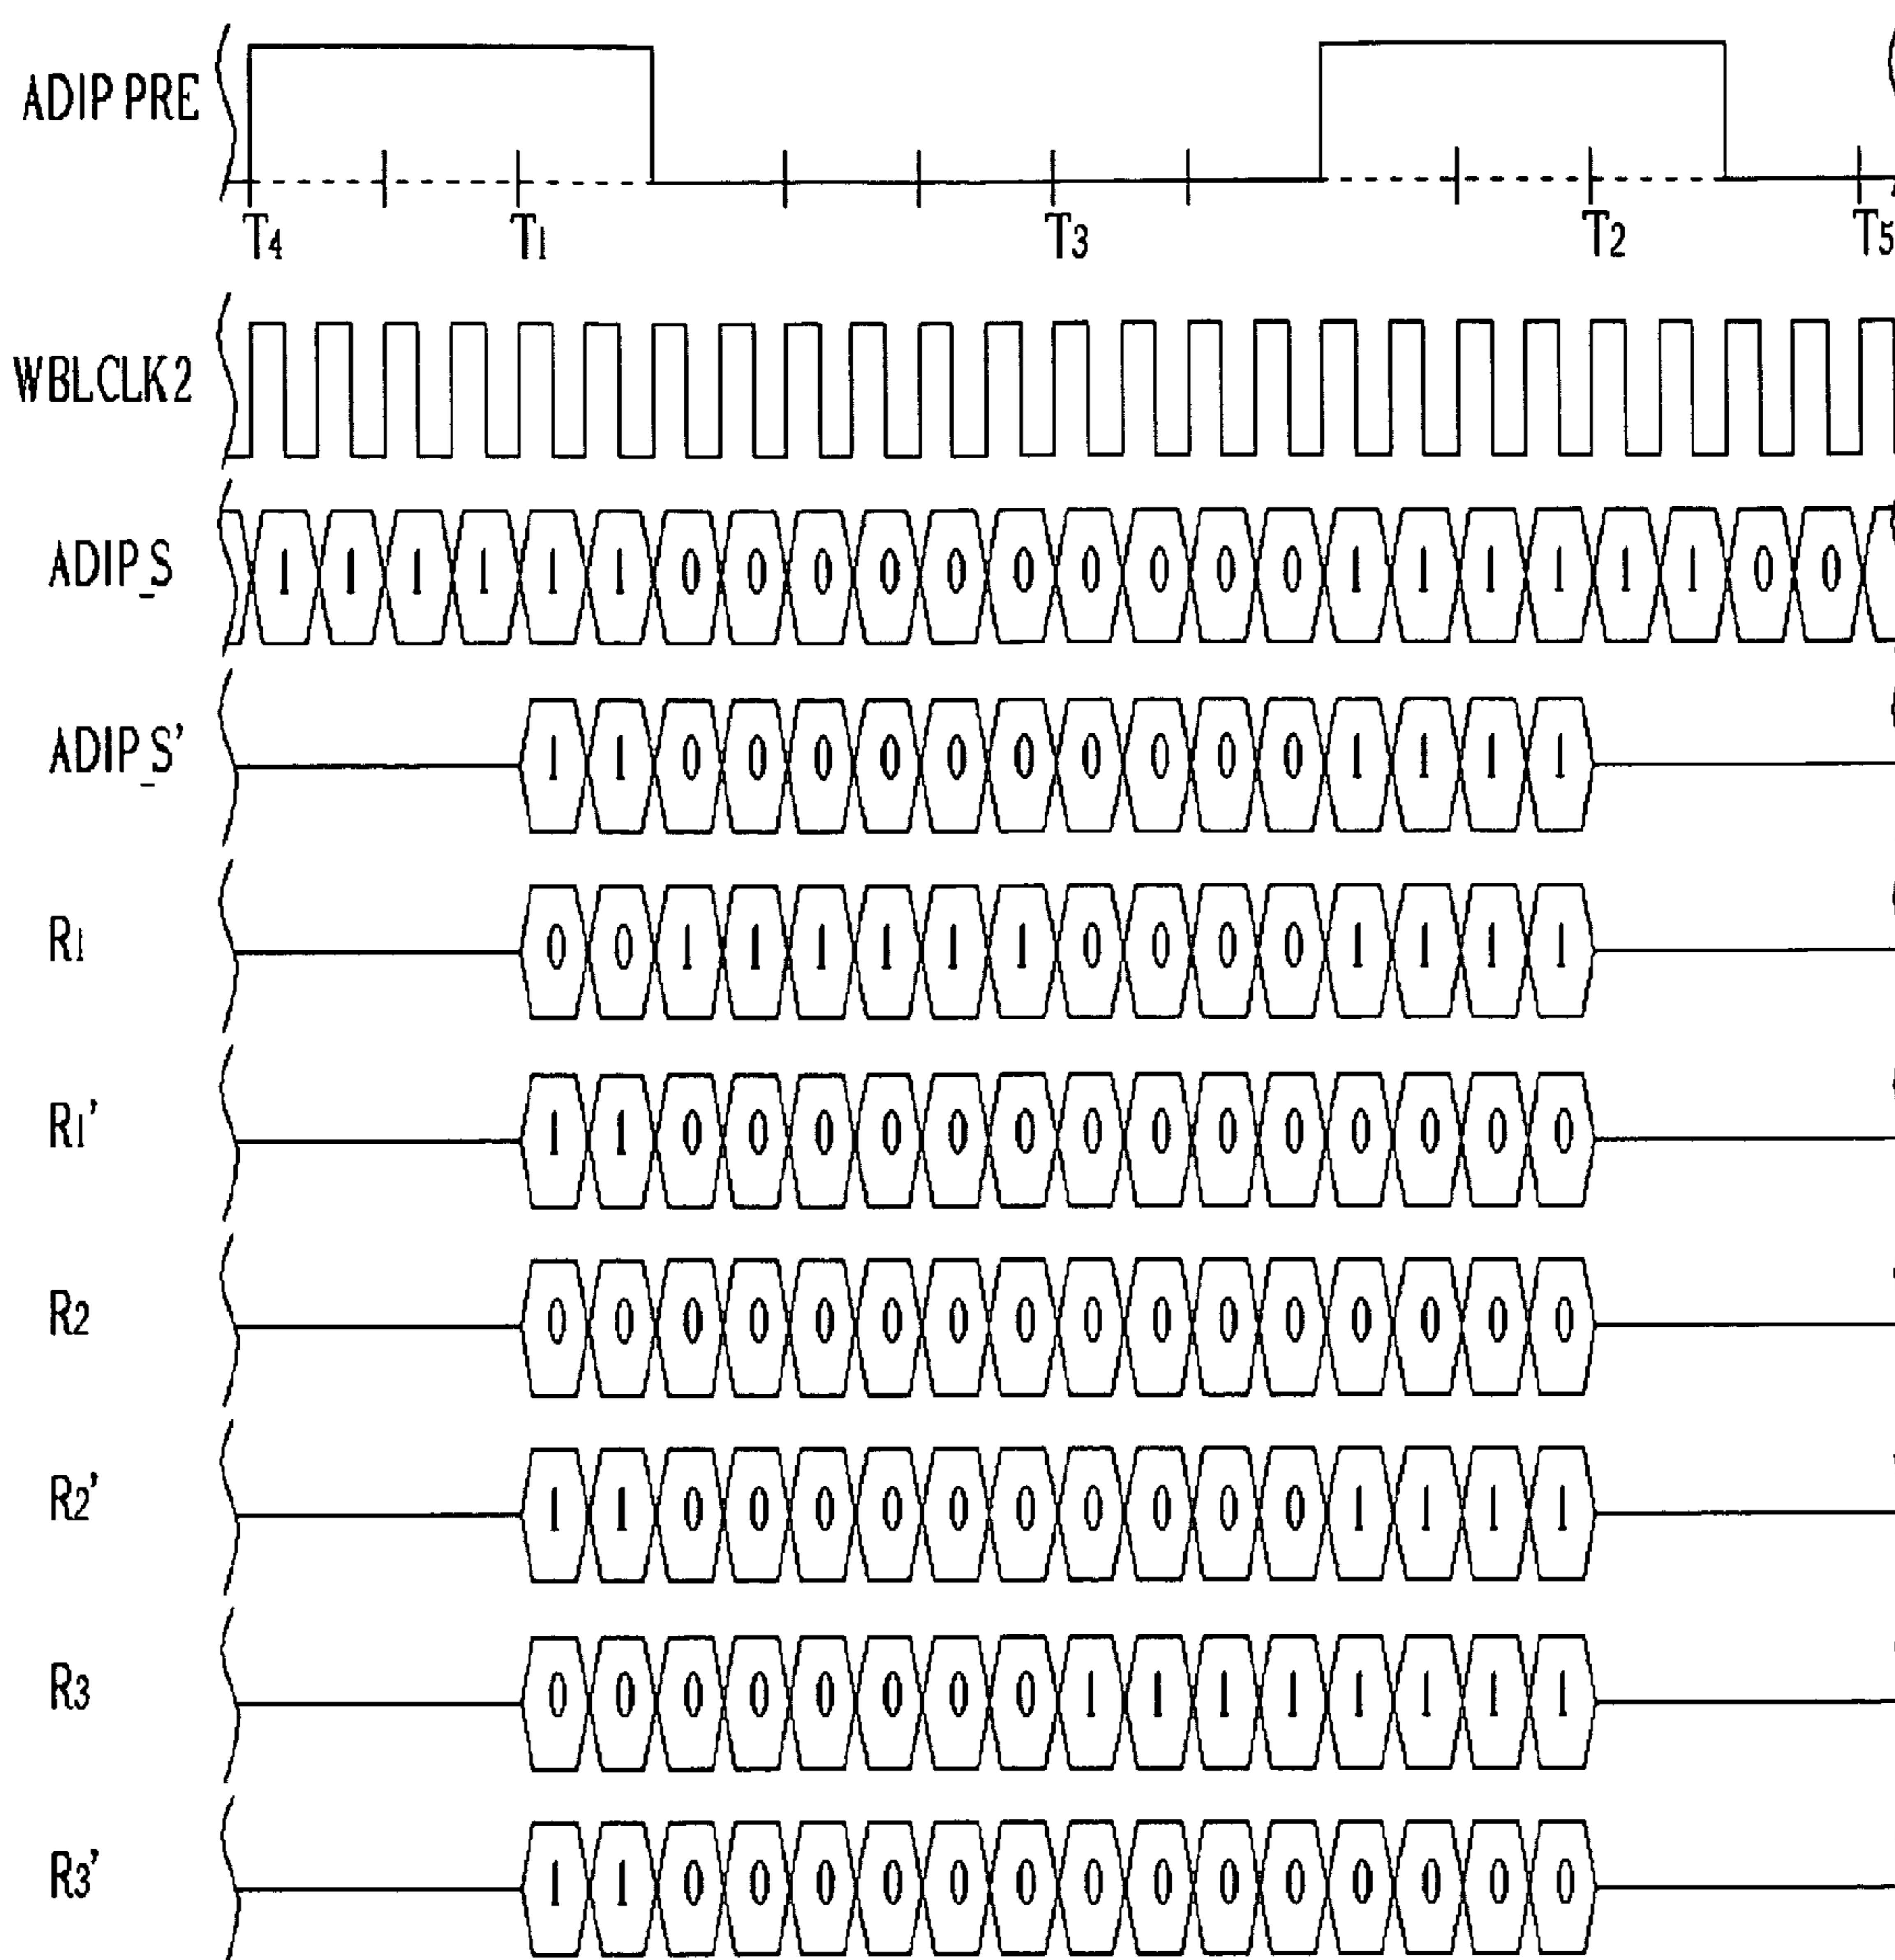 ADIP PRE
T4 T1 T3 T2 T5
WBLCLK2
ADIP_S 1 1 1 1 1 1 0 0 0 0 0 0 0 0 0 0 1 1 1 1 1 1 0 0
ADIP_S' 1 1 0 0 0 0 0 0 0 0 0 0 1 1 1 1
R1 0 0 1 1 1 1 1 1 0 0 0 0 1 1 1 1
R1' 1 1 0 0 0 0 0 0 0 0 0 0 0 0 0 0
R2 0 0 0 0 0 0 0 0 0 0 0 0 0 0 0 0
R2' 1 1 0 0 0 0 0 0 0 0 0 0 1 1 1 1
R3 0 0 0 0 0 0 0 0 1 1 1 1 1 1 1 1
R3' 1 1 0 0 0 0 0 0 0 0 0 0 0 0 0 0